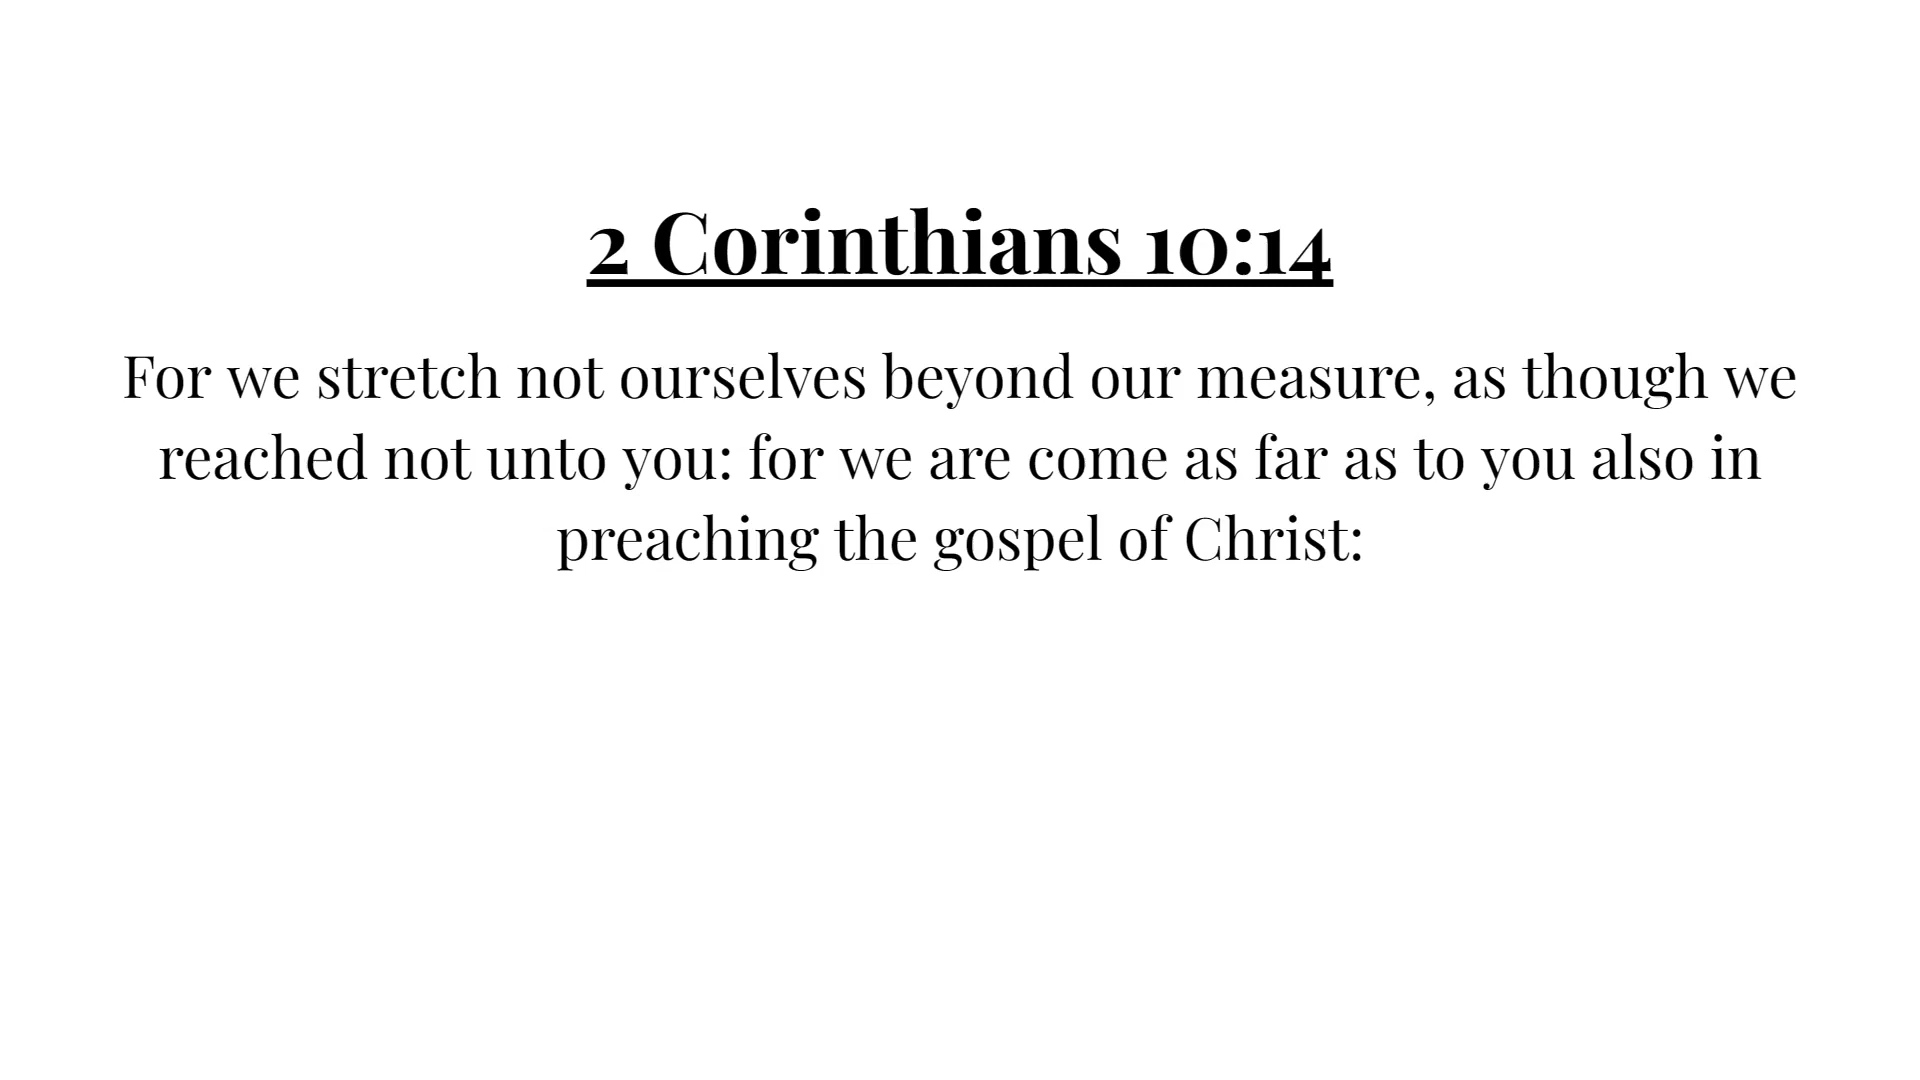 2 Corinthians 10:14
For we stretch not ourselves beyond our measure, as though we
reached not unto you: for we are come as far as to you also in
preaching the gospel of Christ: